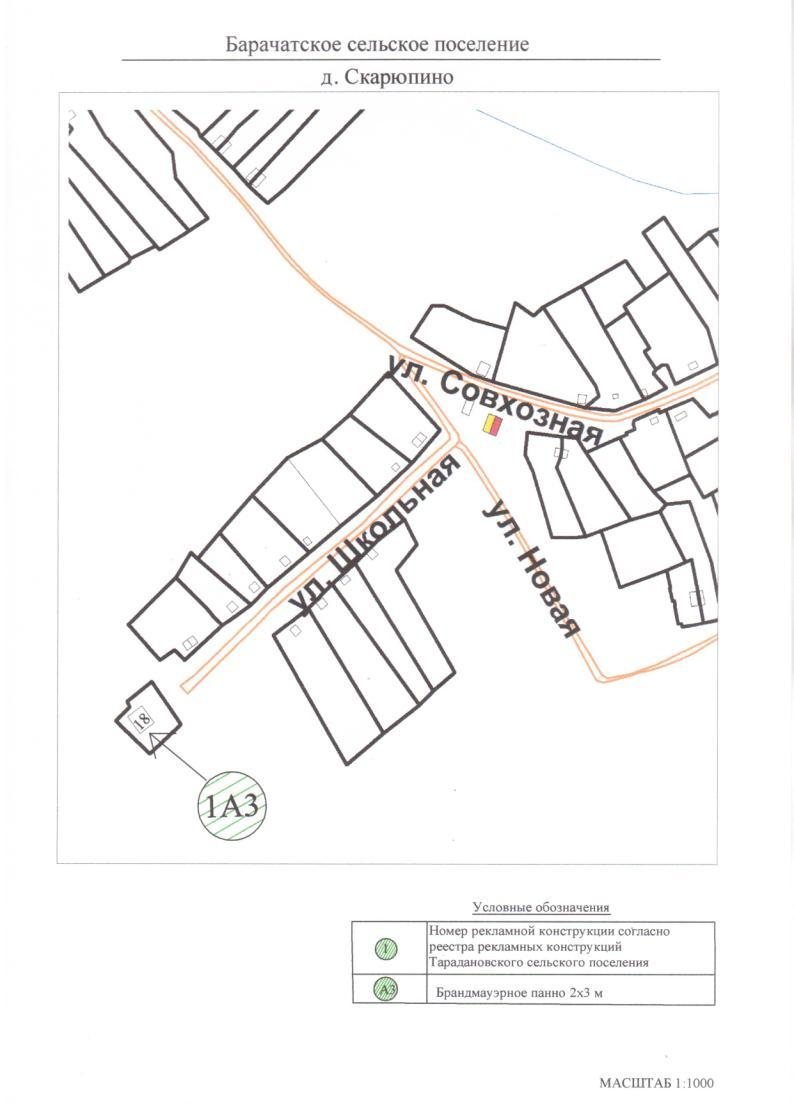 Барачатское сельское поселение
д. Скарюпино
ул. Совхозная
ул. Школьная
ул. Новая
18
1А3
Условные обозначения
1
Номер рекламной конструкции согласно
реестра рекламных конструкций
Тарадановского сельского поселения
А3
Брандмауэрное панно 2х3 м
МАСШТАБ 1:1000